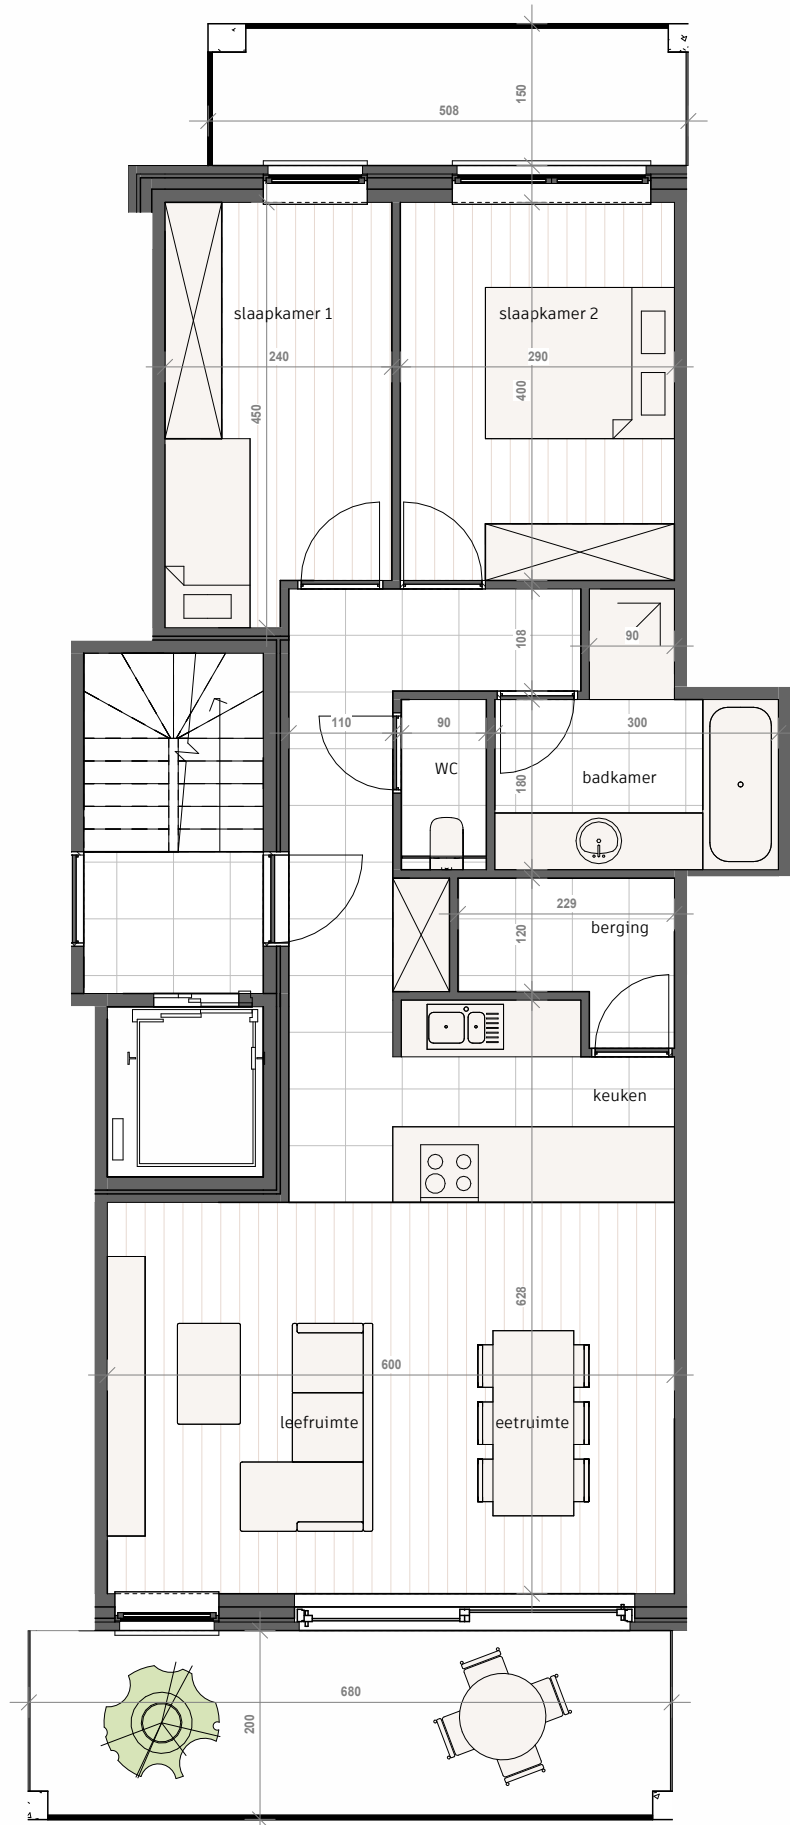 150
508
slaapkamer 1
slaapkamer 2
240
290
400
450
108
90
110
90
300
WC
badkamer
180
229
berging
120
keuken
628
600
leefruimte
eetruimte
680
200